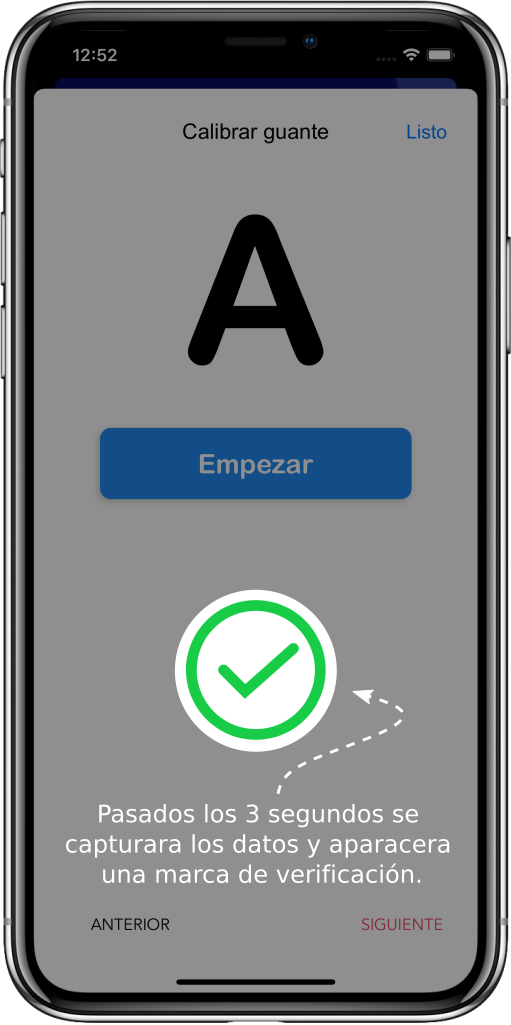 12:52
Calibrar guante
Listo
A
Empezar
Pasados los 3 segundos se
capturara los datos y aparacera
una marca de verificación.
ANTERIOR
SIGUIENTE